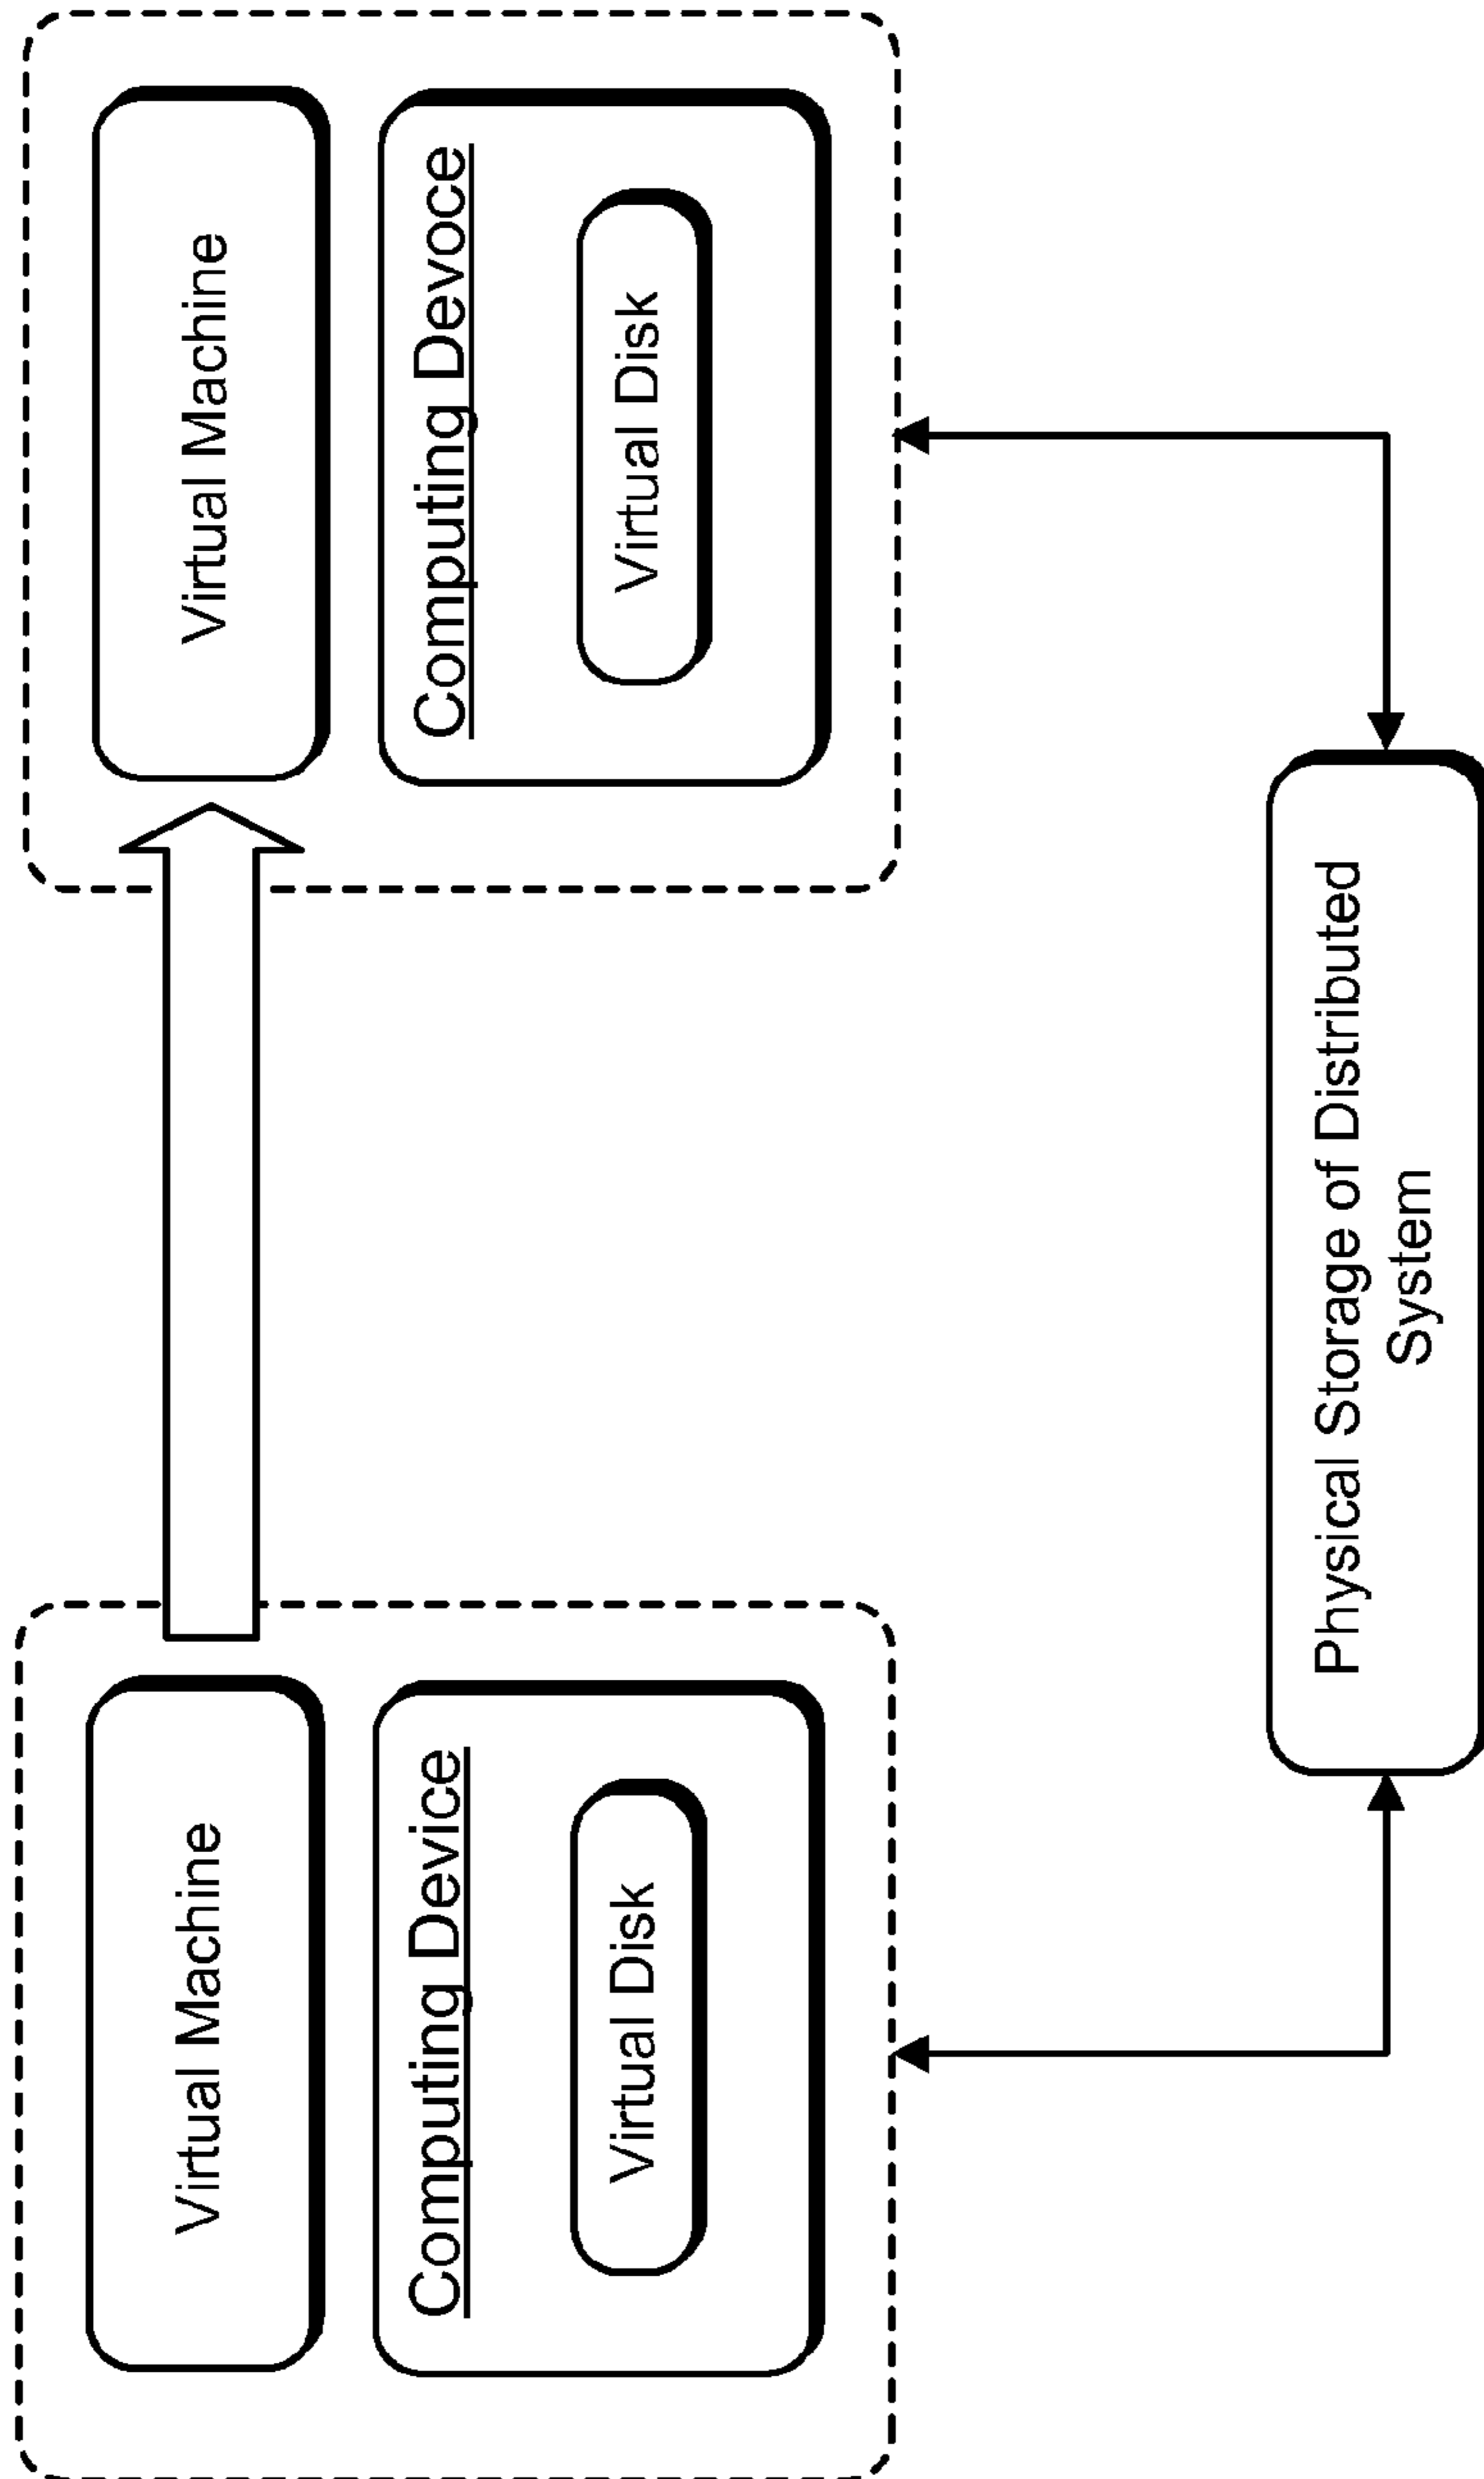 Virtual Machine
Computing Device
Virtual Disk
Virtual Machine
Computing Devoce
Virtual Disk
Physical Storage of Distributed
System